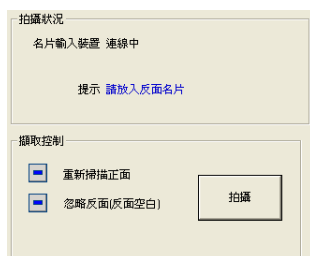 拍攝狀況
名片輸入裝置 連線中
提示 請放入反面名片
擷取控制
重新掃描正面
忽略反面(反面空白)
拍攝